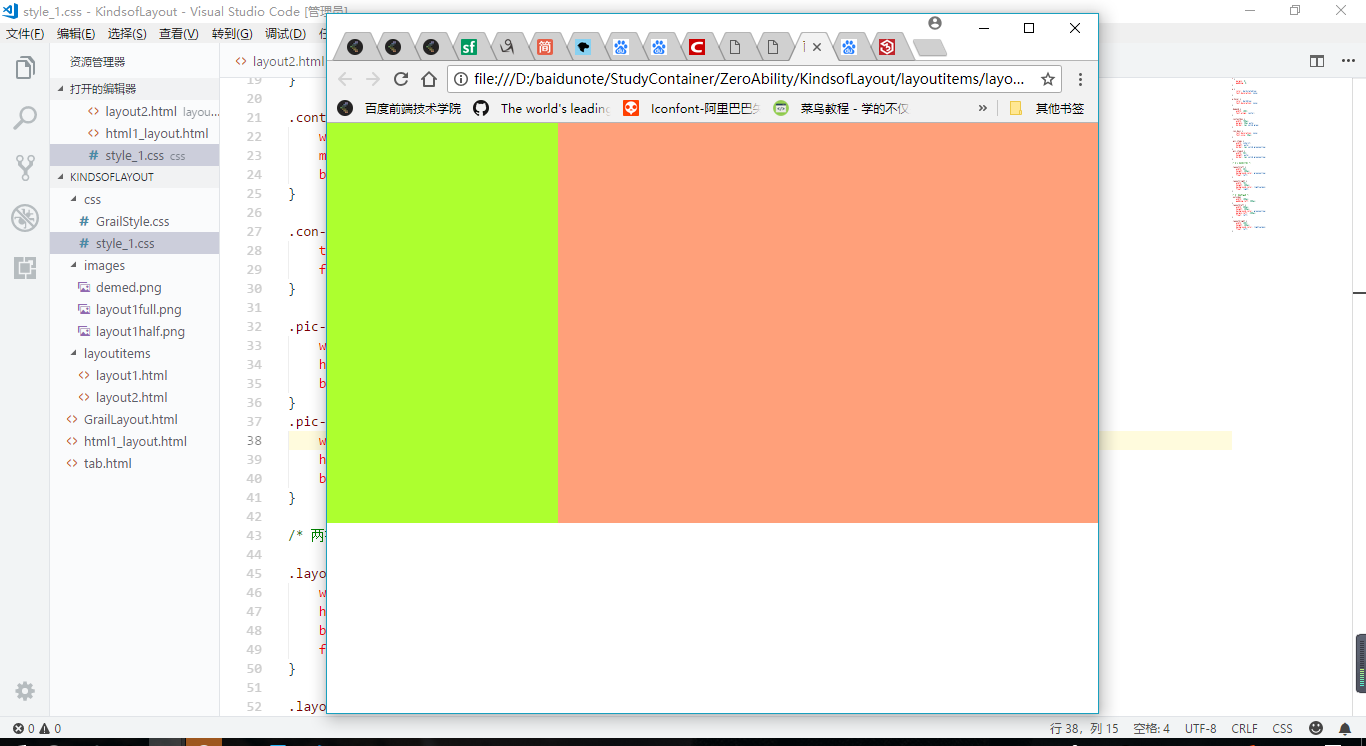 style_1.css - KindsofLayout - Visual Studio Code [管理员]
文件(F) 编辑(E) 选择(S) 查看(V) 转到(G) 调试(D)
资源管理器
打开的编辑器
layout2.html layou...
html1_layout.html
style_1.css css
KINDSOFLAYOUT
css
GrailStyle.css
style_1.css
images
demed.png
layout1full.png
layout1half.png
layoutitems
layout1.html
layout2.html
GrailLayout.html
html1_layout.html
tab.html
layout2.html
19 }
20
21 .cont
22 w
23 m
24 b
25 }
26
27 .con-
28 t
29 f
30 }
31
32 .pic-
33 w
34 h
35 b
36 }
37 .pic-
38 w
39 h
40 b
41 }
42
43 /* 两
44
45 .layo
46 w
47 h
48 b
49 f
50 }
51
52 .layo
sf 简 C
file:///D:/baidunote/StudyContainer/ZeroAbility/KindsofLayout/layoutitems/layo...
百度前端技术学院 The world's leading Iconfont-阿里巴巴 菜鸟教程 - 学的不仅 » 其他书签
0 0 行 38，列 15 空格: 4 UTF-8 CRLF CSS